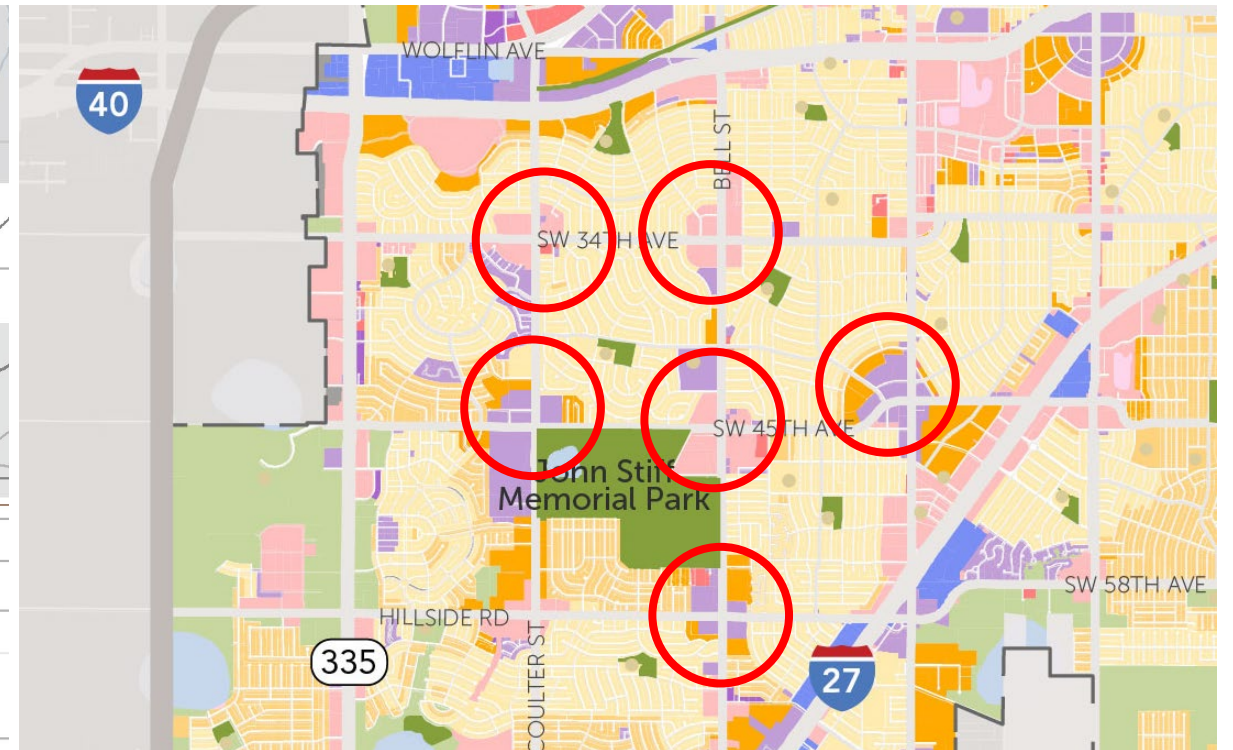 WOLFLIN AVE
40
BELL ST
SW 34TH AVE
SW 45TH AVE
John Stiff
Memorial Park
SW 58TH AVE
HILLSIDE RD
335
COULTER ST
27